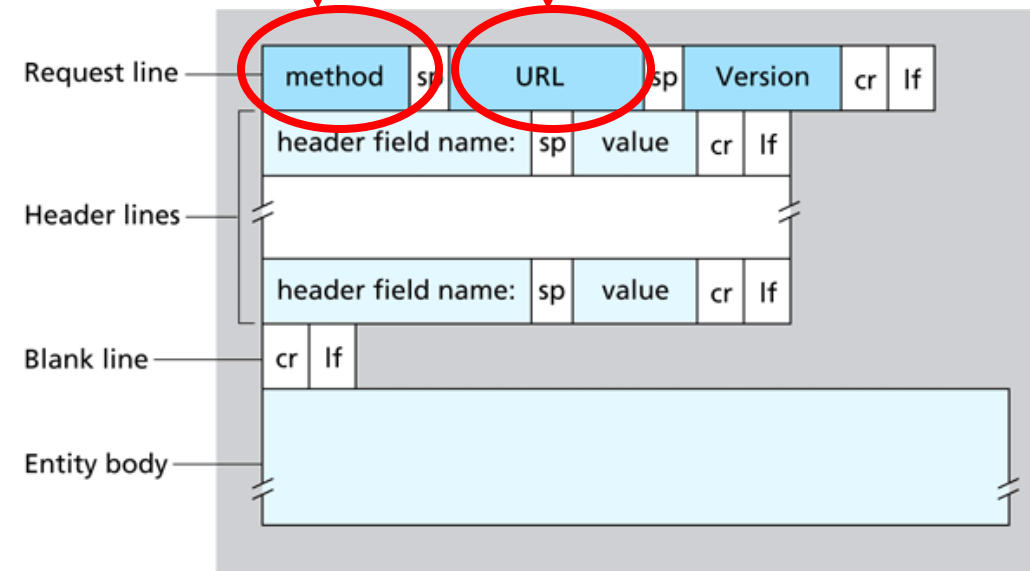 Request line method sp URL sp Version cr lf
header field name: sp value cr lf
Header lines
header field name: sp value cr lf
Blank line cr lf
Entity body